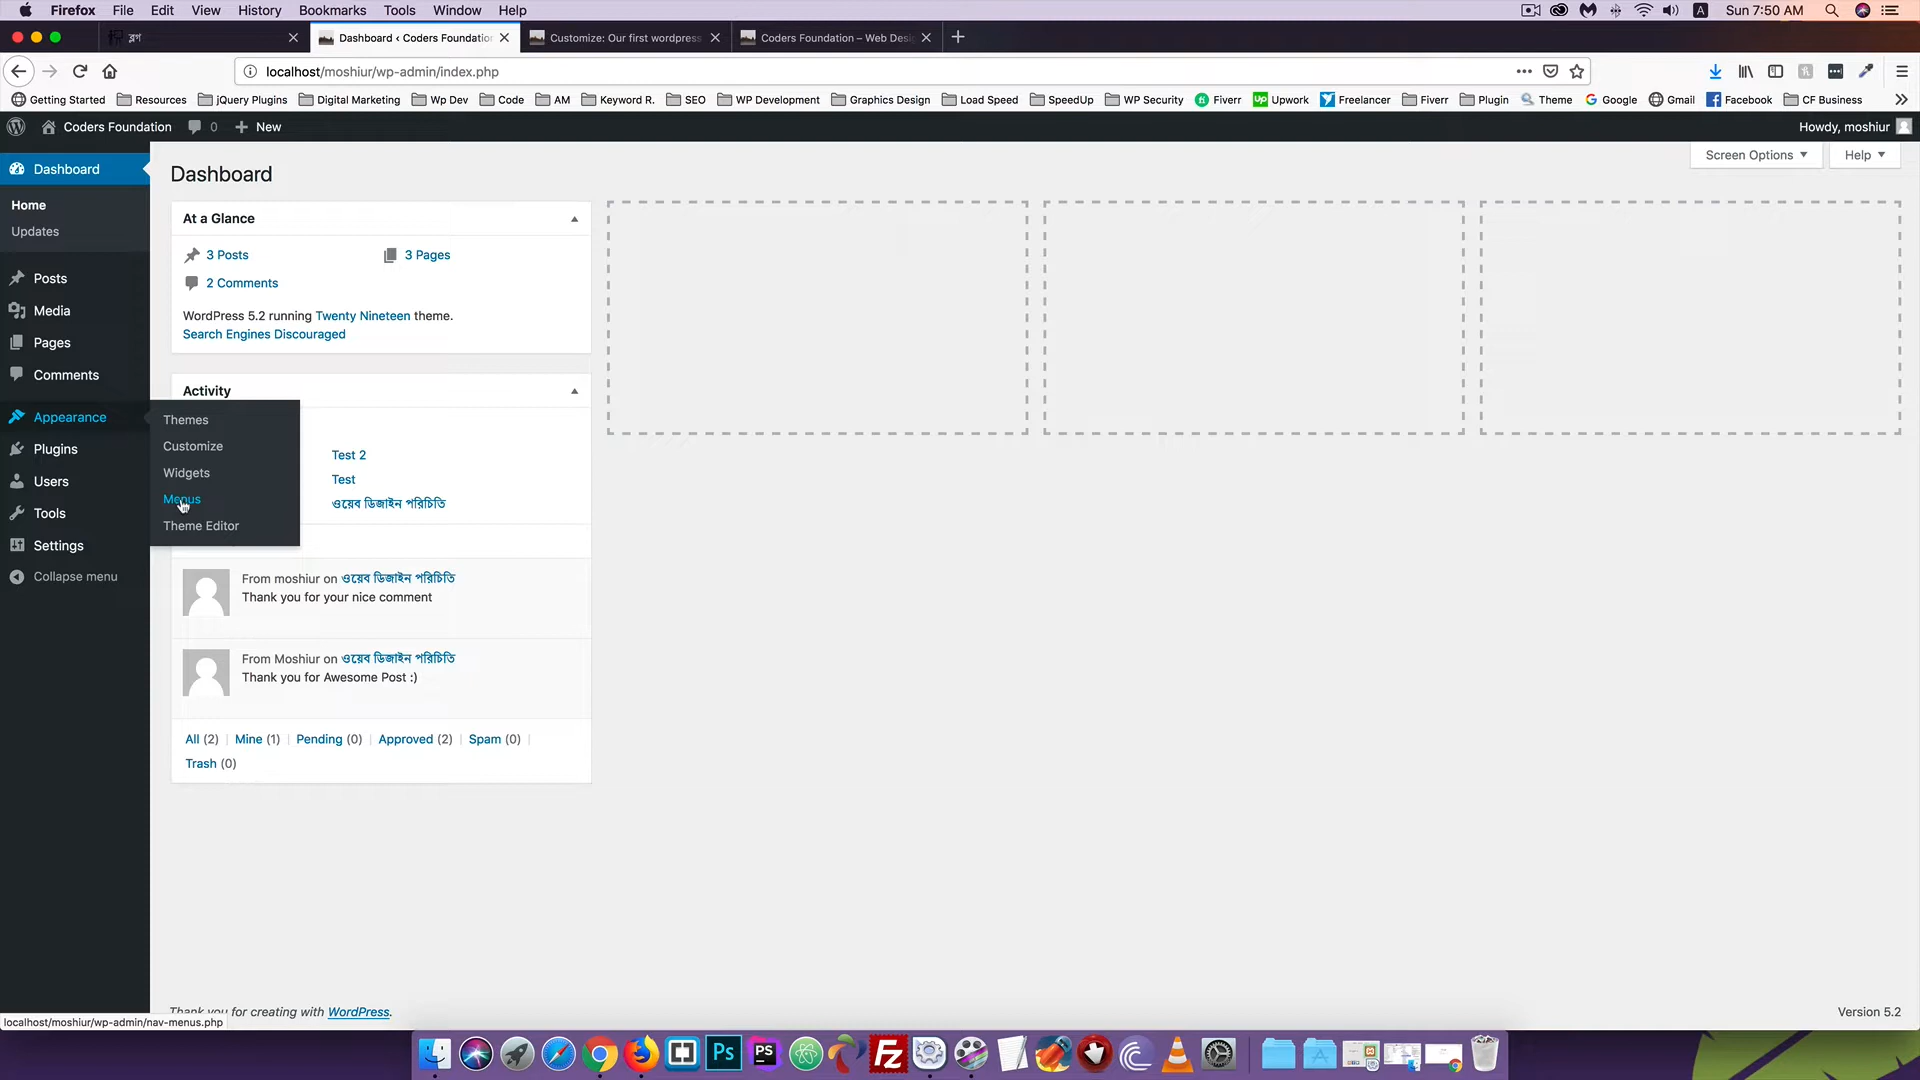 Firefox File Edit View History Bookmarks Tools Window Help
Sun 7:50 AM
ব্লগ
Dashboard ‹ Coders Foundation
Customize: Our first wordpress
Coders Foundation – Web Desi
localhost/moshiur/wp-admin/index.php
Getting Started Resources jQuery Plugins Digital Marketing Wp Dev Code AM Keyword R. SEO WP Development Graphics Design Load Speed SpeedUp WP Security Fiverr Upwork Freelancer Fiverr Plugin Theme Google Gmail Facebook CF Business
Coders Foundation 0 New
Howdy, moshiur
Screen Options
Help
Dashboard
Home
Updates
Posts
Media
Pages
Comments
Appearance
Plugins
Users
Tools
Settings
Collapse menu
Themes
Customize
Widgets
Menus
Theme Editor
Dashboard
At a Glance
3 Posts
3 Pages
2 Comments
WordPress 5.2 running Twenty Nineteen theme.
Search Engines Discouraged
Activity
Test 2
Test
ওয়েব ডিজাইন পরিচিতি
From moshiur on ওয়েব ডিজাইন পরিচিতি
Thank you for your nice comment
From Moshiur on ওয়েব ডিজাইন পরিচিতি
Thank you for Awesome Post :)
All (2) | Mine (1) | Pending (0) | Approved (2) | Spam (0) |
Trash (0)
Thank you for creating with WordPress.
Version 5.2
localhost/moshiur/wp-admin/nav-menus.php
Ps
PS
FZ